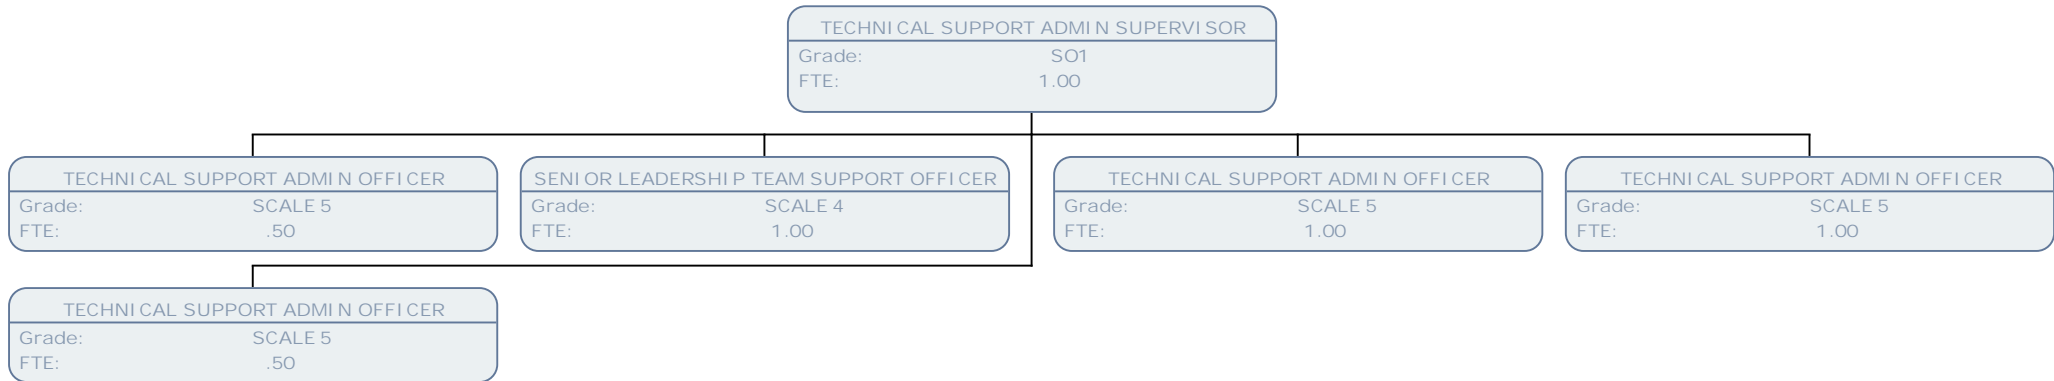 TECHNICAL SUPPORT ADMIN SUPERVISOR
Grade: SO1
FTE: 1.00
TECHNICAL SUPPORT ADMIN OFFICER
Grade: SCALE 5
FTE: .50
SENIOR LEADERSHIP TEAM SUPPORT OFFICER
Grade: SCALE 4
FTE: 1.00
TECHNICAL SUPPORT ADMIN OFFICER
Grade: SCALE 5
FTE: 1.00
TECHNICAL SUPPORT ADMIN OFFICER
Grade: SCALE 5
FTE: 1.00
TECHNICAL SUPPORT ADMIN OFFICER
Grade: SCALE 5
FTE: .50